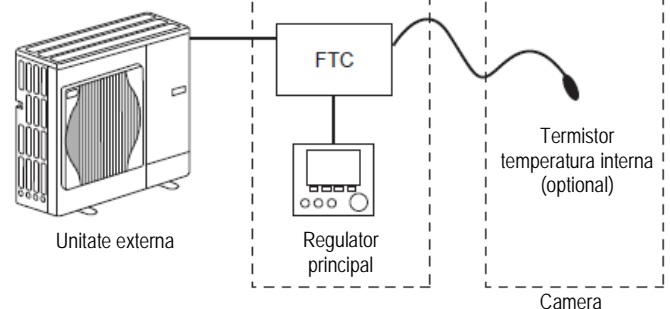 FTC
Termistor
temperatura interna
(optional)
Unitate externa
Regulator
principal
Camera